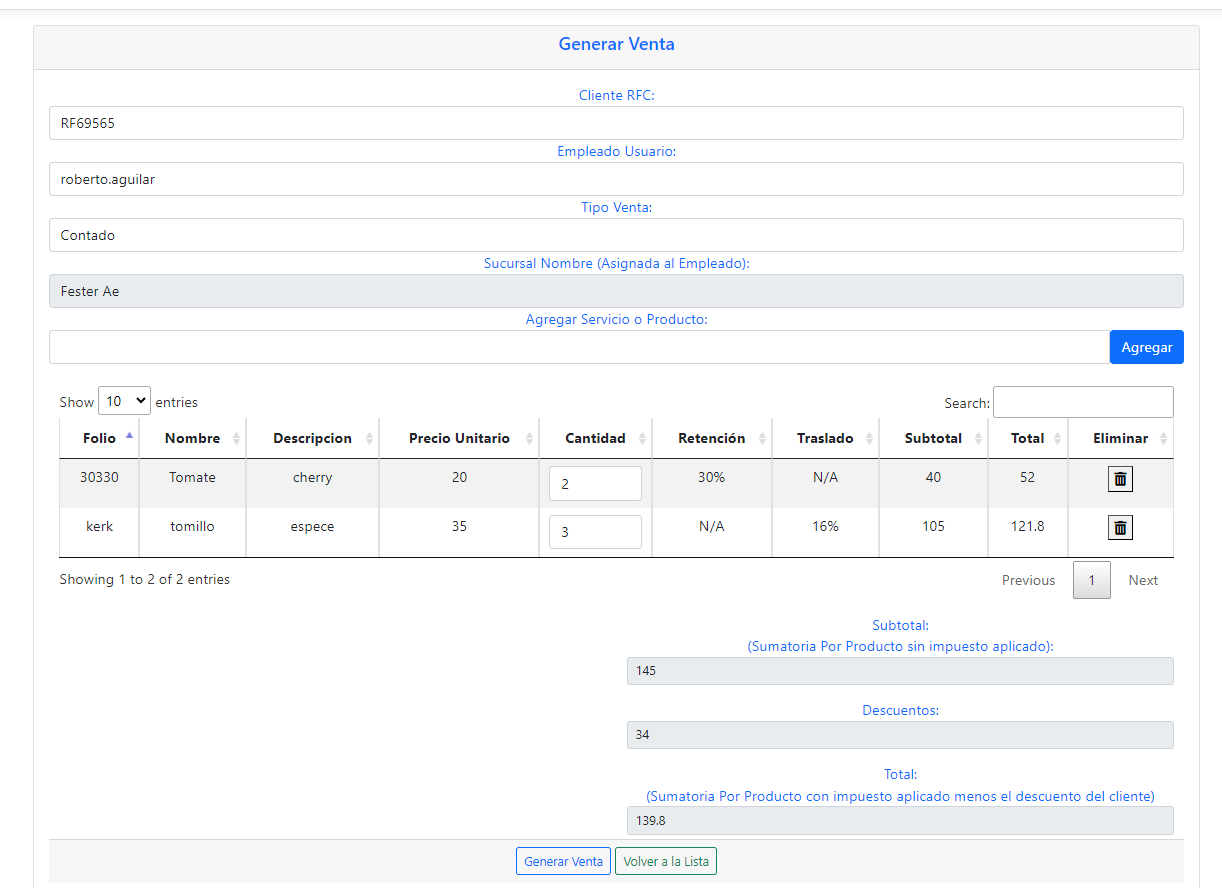 Generar Venta
Cliente RFC:
RF69565
Empleado Usuario:
roberto.aguilar
Tipo Venta:
Contado
Sucursal Nombre (Asignada al Empleado):
Fester Ae
Agregar Servicio o Producto:
Agregar
Show 10 entries Search:
Folio Nombre Descripcion Precio Unitario Cantidad Retención Traslado Subtotal Total Eliminar
30330 Tomate cherry 20 2 30% N/A 40 52
kerk tomillo espece 35 3 N/A 16% 105 121.8
Showing 1 to 2 of 2 entries Previous 1 Next
Subtotal:
(Sumatoria Por Producto sin impuesto aplicado):
145
Descuentos:
34
Total:
(Sumatoria Por Producto con impuesto aplicado menos el descuento del cliente)
139.8
Generar Venta Volver a la Lista